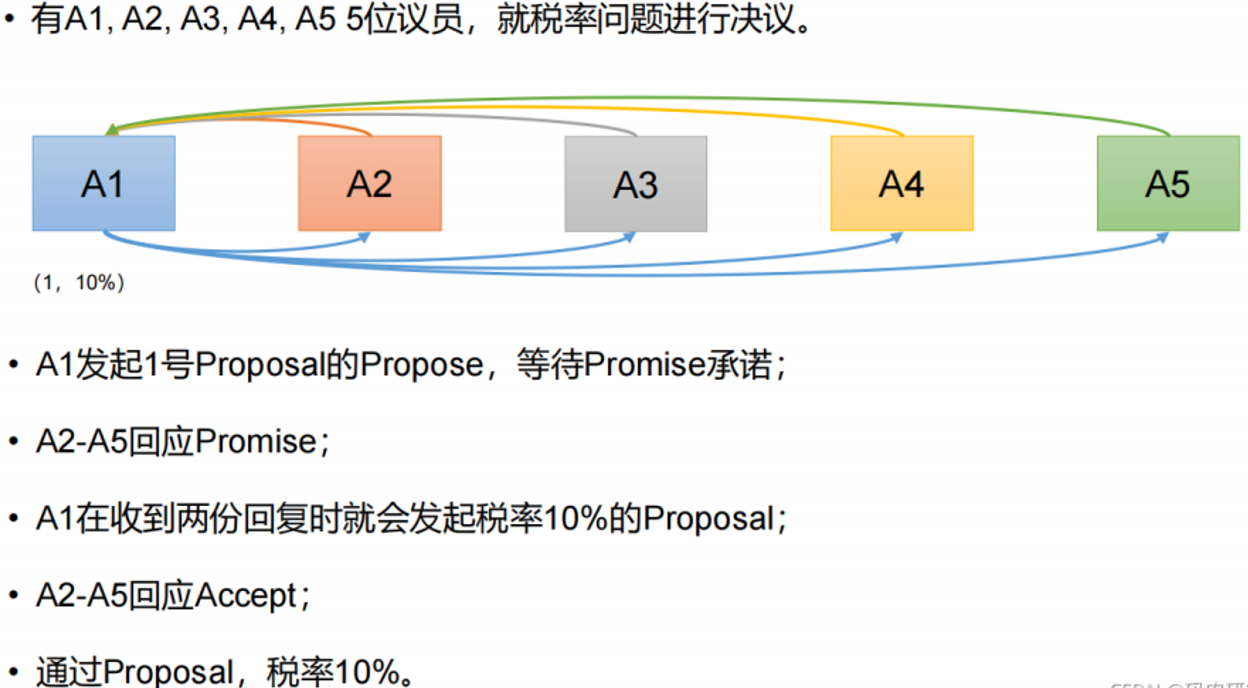 • 有A1, A2, A3, A4, A5 5位议员，就税率问题进行决议。
A1 A2 A3 A4 A5
(1，10%)
• A1发起1号Proposal的Propose，等待Promise承诺；
• A2-A5回应Promise；
• A1在收到两份回复时就会发起税率10%的Proposal；
• A2-A5回应Accept；
• 通过Proposal，税率10%。